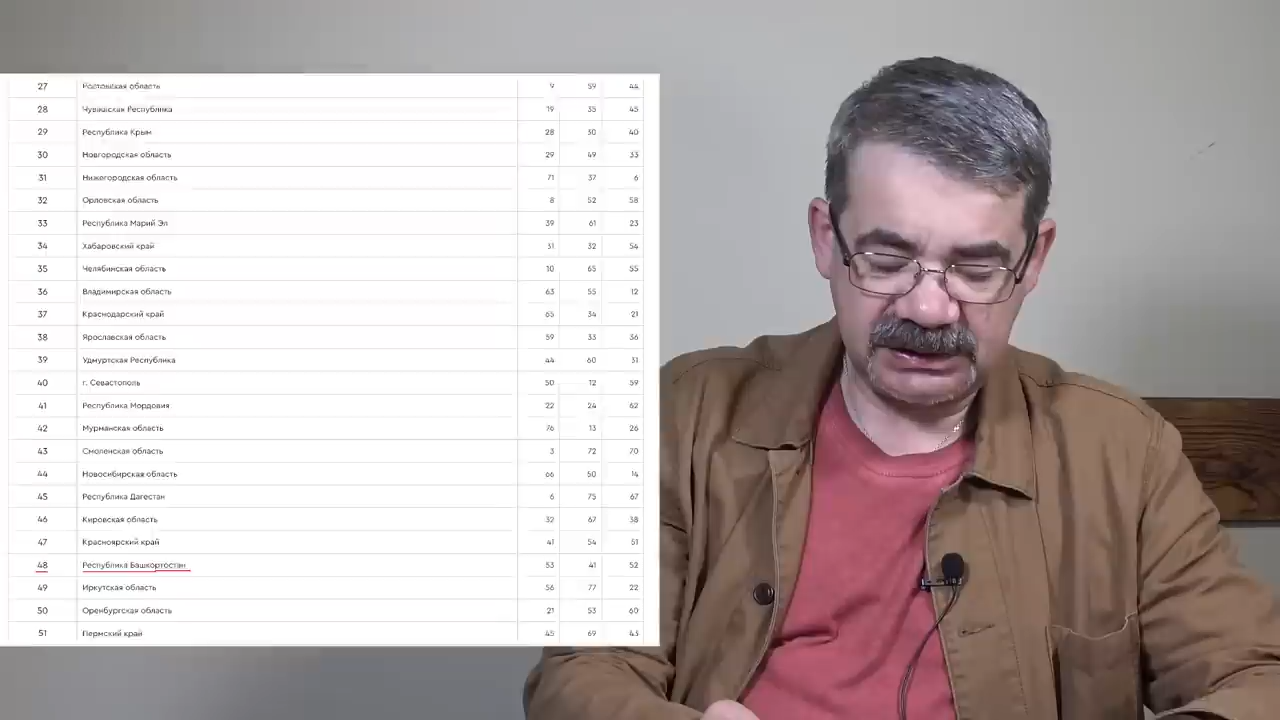 27 Ростовская область 9 59 44
28 Чувашская Республика 19 35 45
29 Республика Крым 28 30 40
30 Новгородская область 29 49 33
31 Нижегородская область 71 37 6
32 Орловская область 8 52 58
33 Республика Марий Эл 39 61 23
34 Хабаровский край 31 32 54
35 Челябинская область 10 65 55
36 Владимирская область 63 55 12
37 Краснодарский край 65 34 21
38 Ярославская область 59 33 36
39 Удмуртская Республика 44 60 31
40 г. Севастополь 50 12 59
41 Республика Мордовия 22 24 62
42 Мурманская область 76 13 26
43 Смоленская область 3 72 70
44 Новосибирская область 66 50 14
45 Республика Дагестан 6 75 67
46 Кировская область 32 67 38
47 Красноярский край 41 54 51
48 Республика Башкортостан 53 41 52
49 Иркутская область 56 77 22
50 Оренбургская область 21 53 60
51 Пермский край 45 69 43